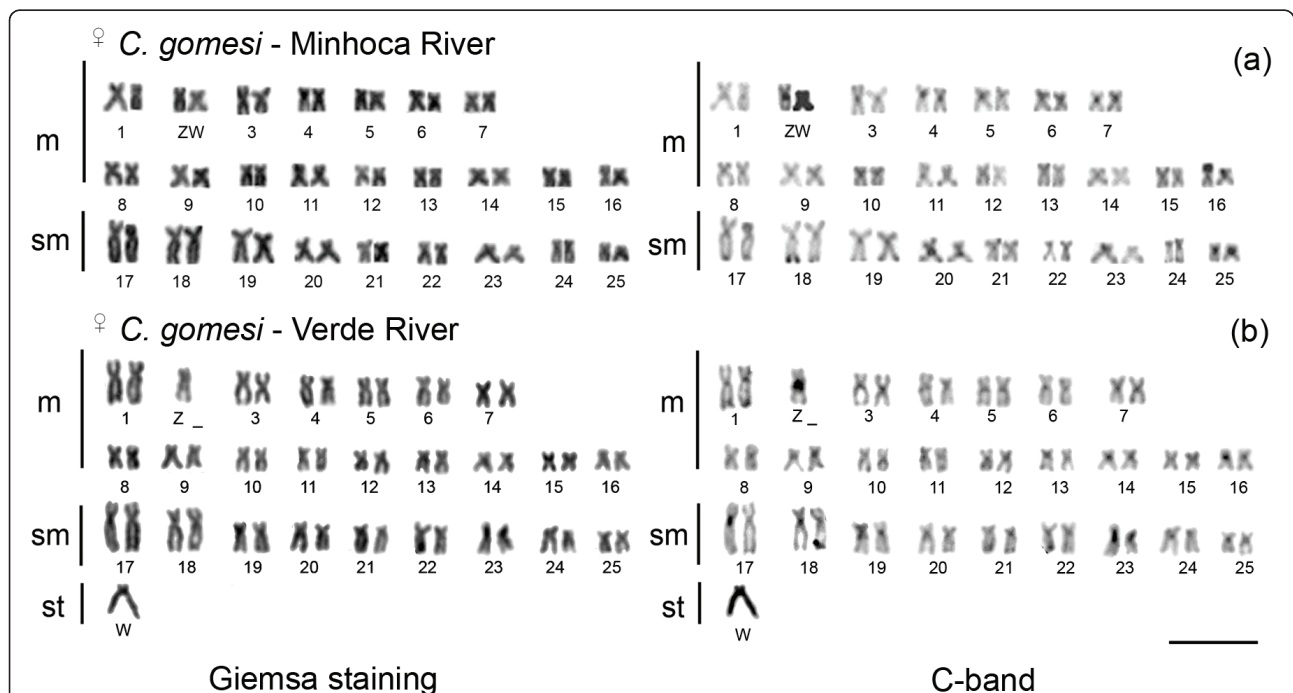 ♀ C. gomesi - Minhoca River (a)
m
1 ZW 3 4 5 6 7 1 ZW 3 4 5 6 7
m
8 9 10 11 12 13 14 15 16 8 9 10 11 12 13 14 15 16
sm sm
17 18 19 20 21 22 23 24 25 17 18 19 20 21 22 23 24 25
♀ C. gomesi - Verde River (b)
m m
1 Z _ 3 4 5 6 7 1 Z _ 3 4 5 6 7
8 9 10 11 12 13 14 15 16 8 9 10 11 12 13 14 15 16
sm sm
17 18 19 20 21 22 23 24 25 17 18 19 20 21 22 23 24 25
st st
W W
Giemsa staining C-band